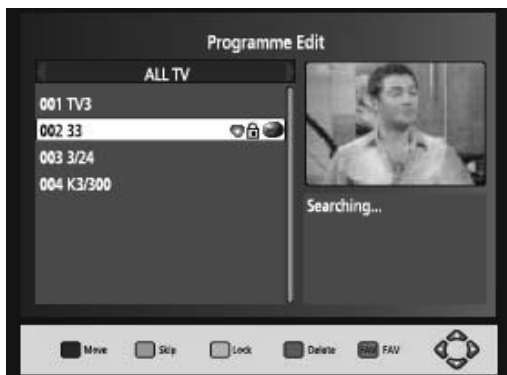 Programme Edit
ALL TV
001 TV3
002 33
003 3/24
004 K3/300
Searching...
Move Skip Lock Delete FAV FAV